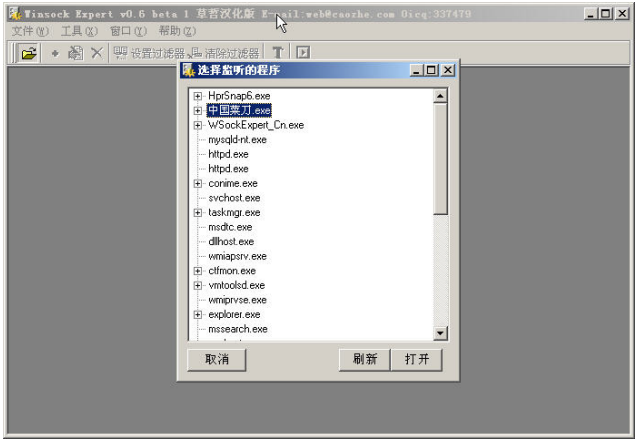 Winsock Expert v0.6 beta 1 草哲汉化版 E-mail:web@cnozhe.com Oicq:337479
文件(W) 工具(X) 窗口(Y) 帮助(Z)
设置过滤器 清除过滤器 T
选择监听的程序
HprSnap6.exe
中国菜刀.exe
WSockExpert_Cn.exe
mysqld-nt.exe
httpd.exe
httpd.exe
conime.exe
svchost.exe
taskmgr.exe
msdtc.exe
dllhost.exe
wmiapsrv.exe
ctfmon.exe
vmtoolsd.exe
wmiprvse.exe
explorer.exe
mssearch.exe
取消 刷新 打开